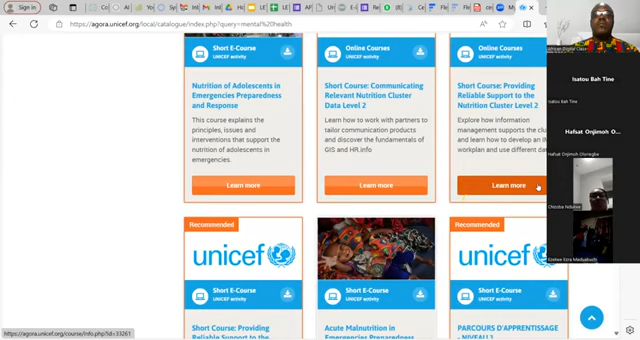 Sign in
https://agora.unicef.org/local/catalogue/index.php?query=mental%20health
Short E-Course
UNICEF activity
Online Courses
UNICEF activity
Online Courses
UNICEF activity
Nutrition of Adolescents in
Emergencies Preparedness
and Response
This course explains the
principles, issues and
interventions that support the
nutrition of adolescents in
emergencies.
Learn more
Short Course: Communicating
Relevant Nutrition Cluster
Data Level 2
Learn how to work with partners to
tailor communication products
and discover the fundamentals of
GIS and HR.info
Learn more
Short Course: Providing
Reliable Support to the
Nutrition Cluster Level 2
Explore how information
management supports the clu
and learn how to develop an I
workplan and use different da
Learn more
African Digital Class
Isatou Bah Tine
Isatou Bah Tine
Hafsat Onjimoh O...
Hafsat Onjimoh Oloriegbe
Recommended
unicef
Short E-Course
UNICEF activity
Short Course: Providing
Reliable Support to the
Short E-Course
UNICEF activity
Acute Malnutrition in
Recommended
unicef
Short E-Course
UNICEF activity
PARCOURS D'APPRENTISSAGE
- NIVEAU 2
https://agora.unicef.org/course/info.php?id=33261